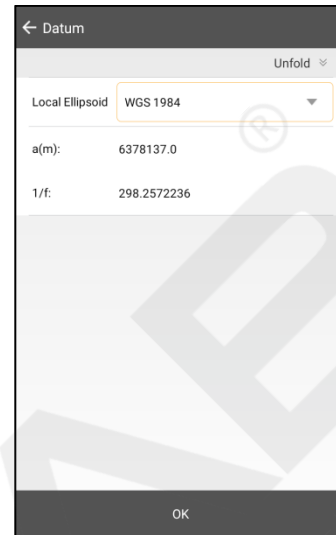 ← Datum
Unfold
Local Ellipsoid WGS 1984
a(m): 6378137.0
1/f: 298.2572236
®
OK